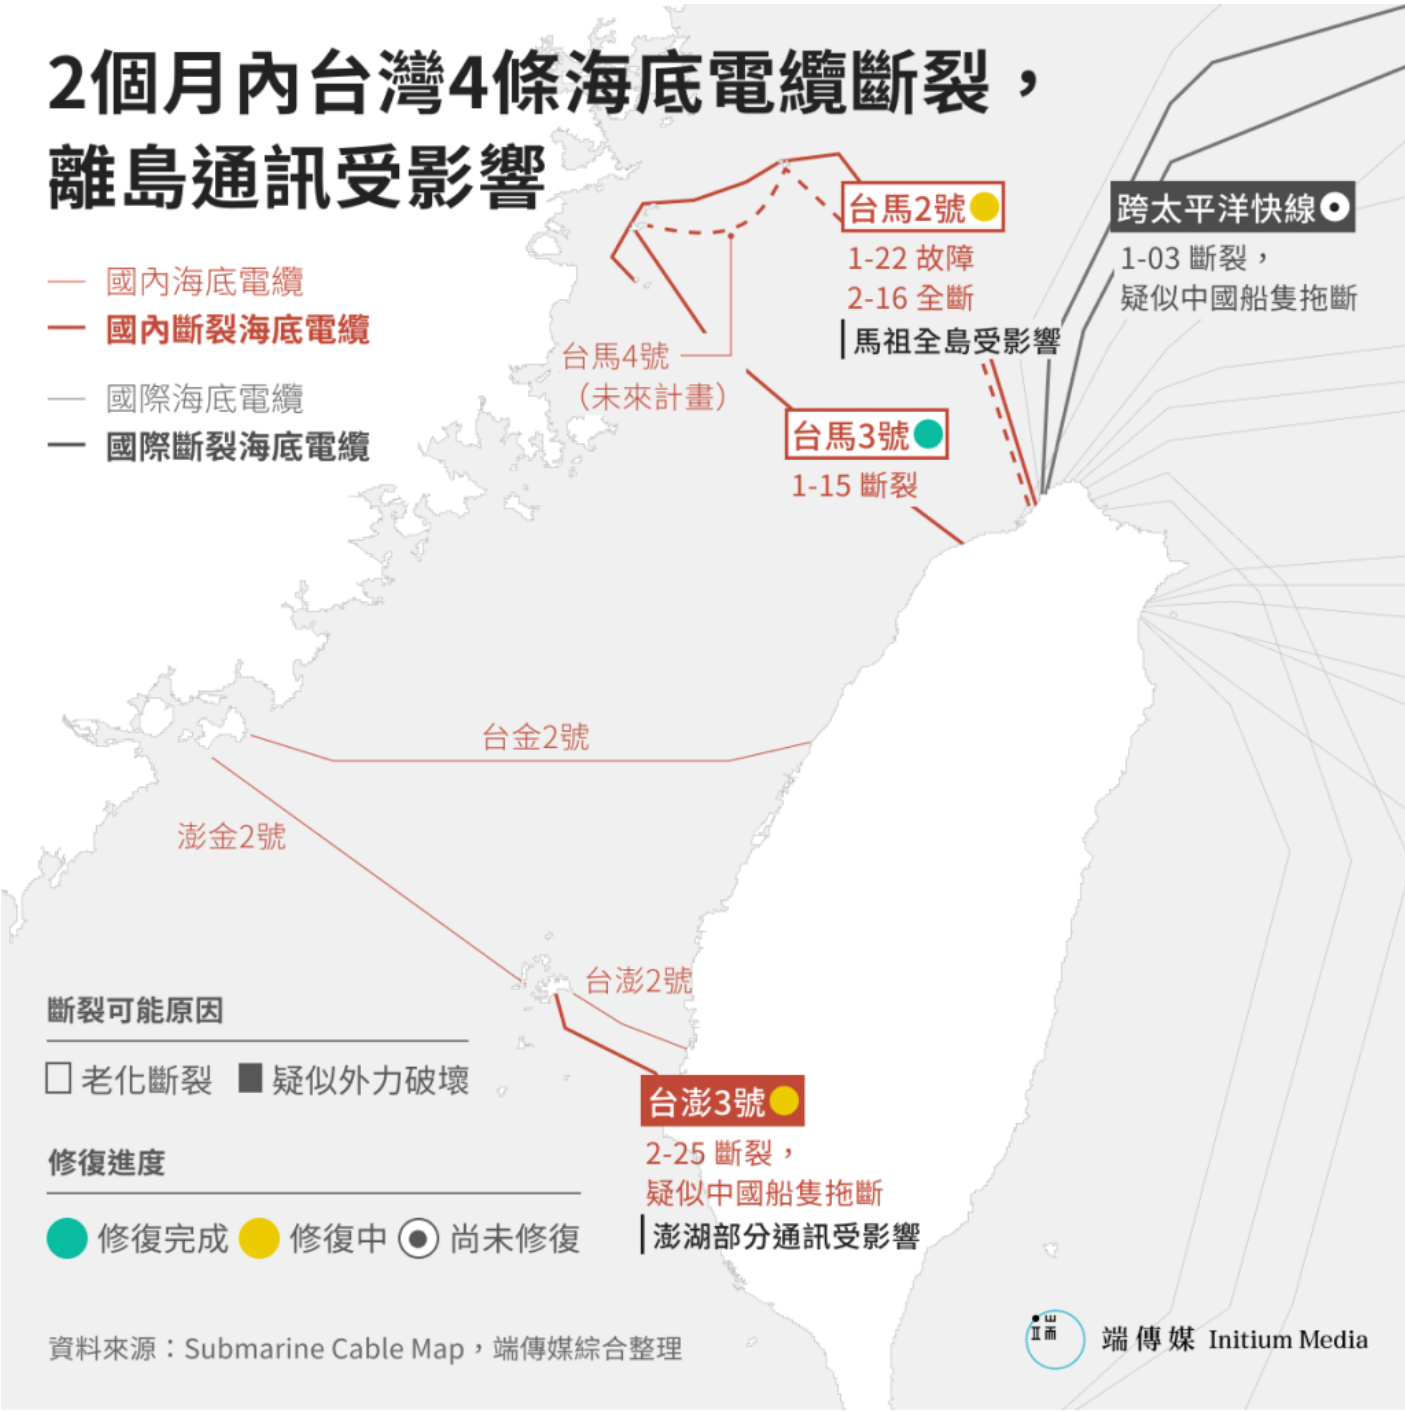 2個月內台灣4條海底電纜斷裂，
離島通訊受影響
國內海底電纜
國內斷裂海底電纜
國際海底電纜
國際斷裂海底電纜
台馬2號
1-22 故障
2-16 全斷
馬祖全島受影響
跨太平洋快線
1-03 斷裂，
疑似中國船隻拖斷
台馬4號
（未來計畫）
台馬3號
1-15 斷裂
台金2號
澎金2號
台澎2號
台澎3號
2-25 斷裂，
疑似中國船隻拖斷
澎湖部分通訊受影響
斷裂可能原因
老化斷裂
疑似外力破壞
修復進度
修復完成
修復中
尚未修復
資料來源：Submarine Cable Map，端傳媒綜合整理
端傳媒 Initium Media